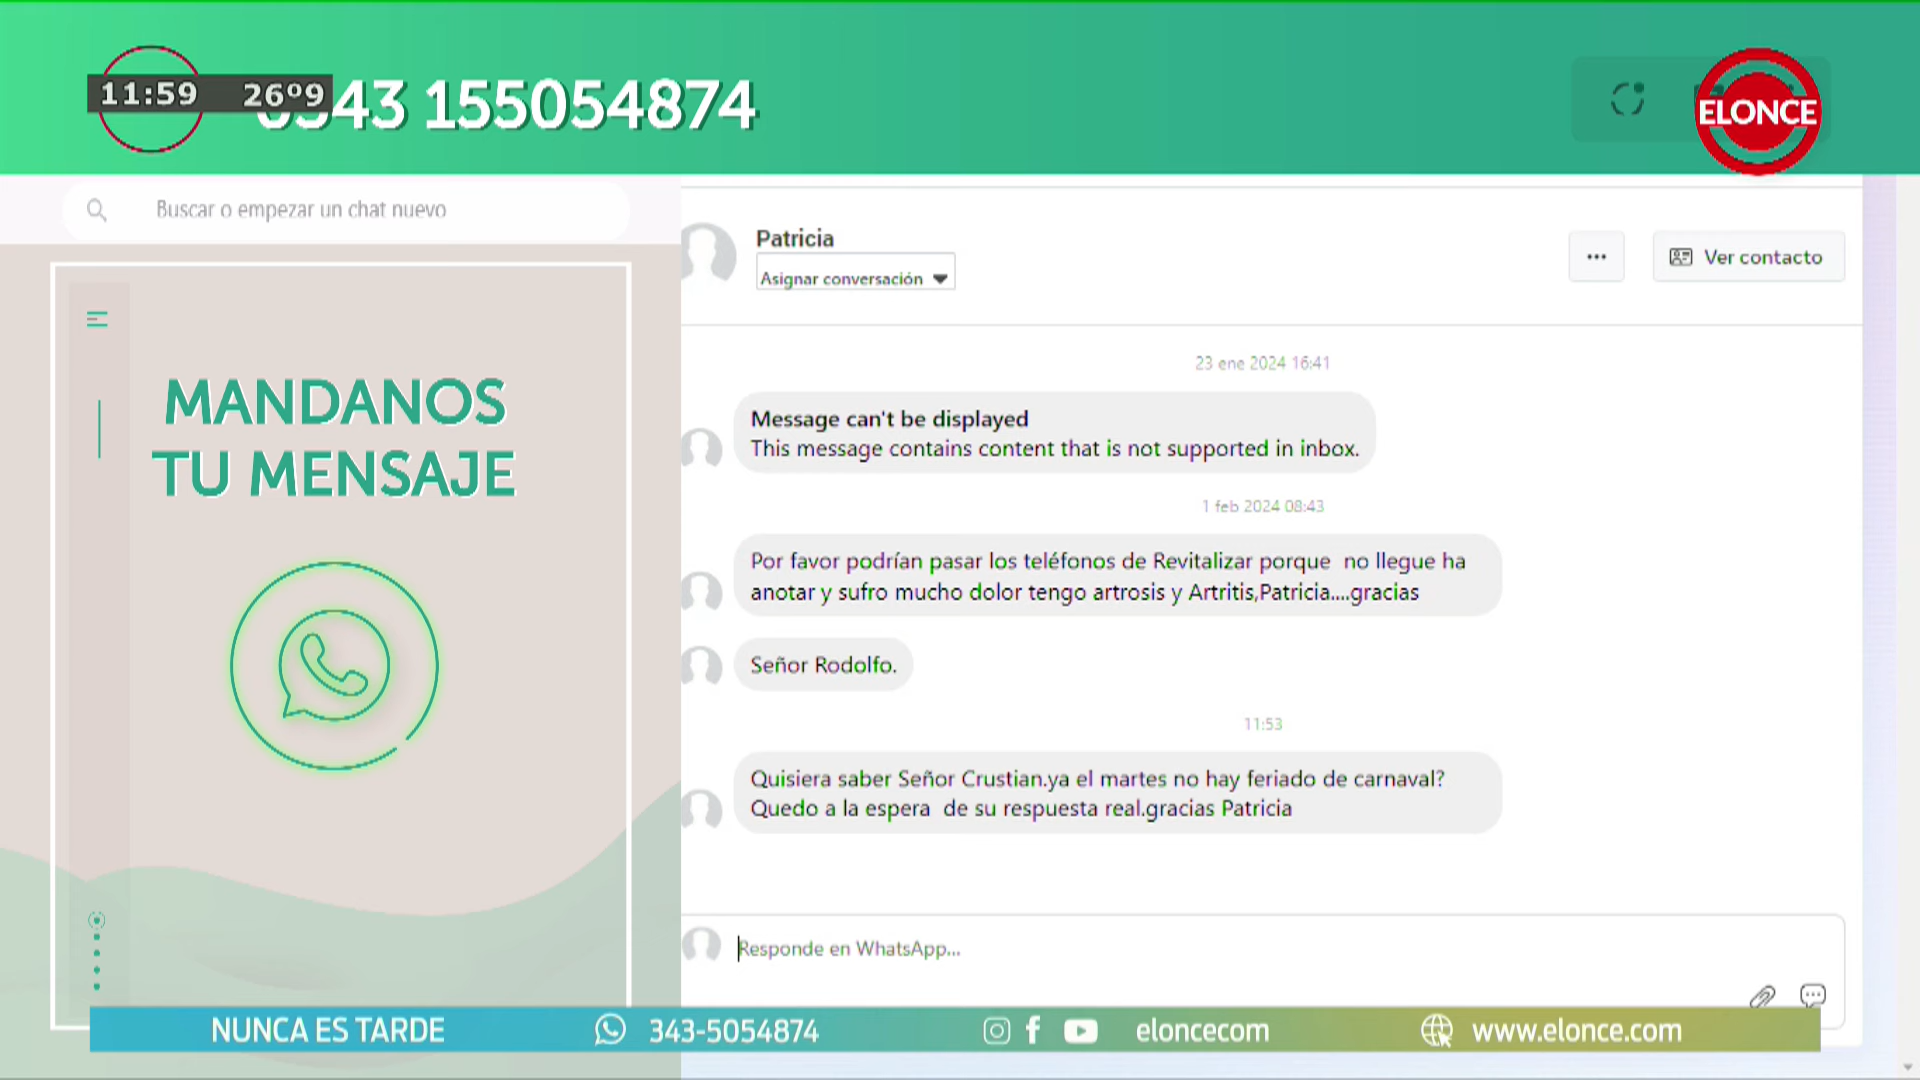 11:59 26º9
0343 155054874
ELONCE
Buscar o empezar un chat nuevo
MANDANOS
TU MENSAJE
Patricia
Asignar conversación
...
Ver contacto
23 ene 2024 16:41
Message can't be displayed
This message contains content that is not supported in inbox.
1 feb 2024 08:43
Por favor podrían pasar los teléfonos de Revitalizar porque no llegue ha
anotar y sufro mucho dolor tengo artrosis y Artritis,Patricia....gracias
Señor Rodolfo.
11:53
Quisiera saber Señor Crustian.ya el martes no hay feriado de carnaval?
Quedo a la espera de su respuesta real.gracias Patricia
Responde en WhatsApp...
NUNCA ES TARDE 343-5054874 eloncecom www.elonce.com